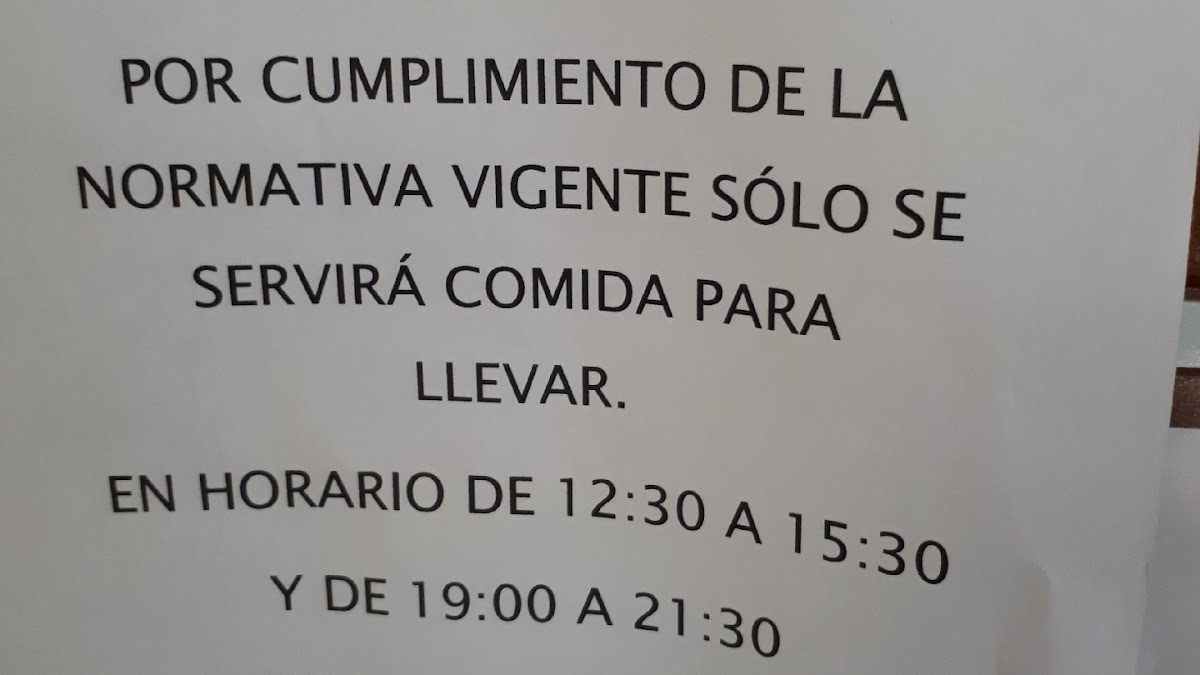 POR CUMPLIMIENTO DE LA
NORMATIVA VIGENTE SÓLO SE
SERVIRÁ COMIDA PARA
LLEVAR.
EN HORARIO DE 12:30 A 15:30
Y DE 19:00 A 21:30